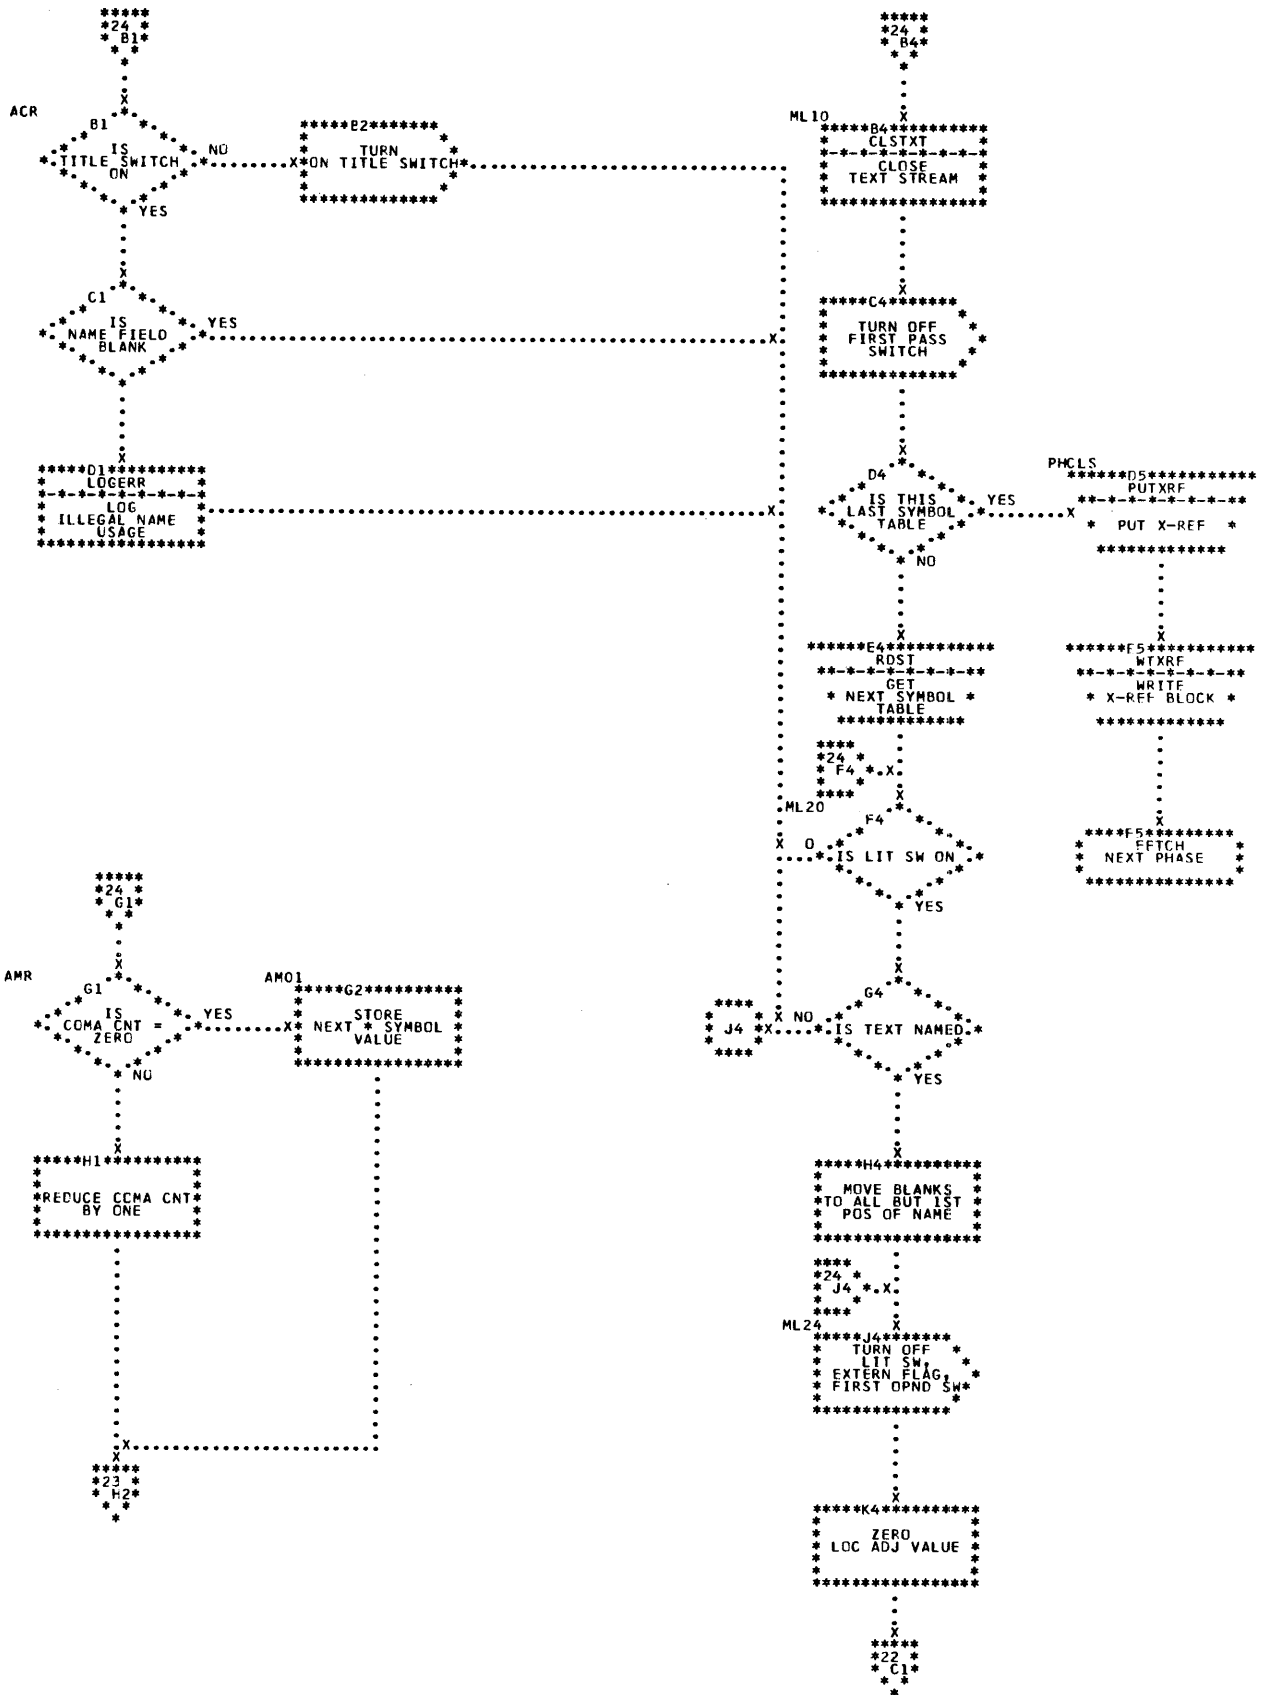 24
B1
ACR
B1
IS
TITLE SWITCH
ON
NO
YES
B2
TURN
ON TITLE SWITCH
C1
IS
NAME FIELD
BLANK
YES
D1
LOGERR
LOG
ILLEGAL NAME
USAGE
24
G1
AMR
G1
IS
COMA CNT =
ZERO
YES
NO
AM01
G2
STORE
NEXT * SYMBOL
VALUE
H1
REDUCE COMA CNT
BY ONE
23
H2
24
B4
ML10
B4
CLSTXT
CLOSE
TEXT STREAM
C4
TURN OFF
FIRST PASS
SWITCH
D4
IS THIS
LAST SYMBOL
TABLE
YES
NO
PHCLS
D5
PUTXRF
PUT X-REF
E4
RDST
GET
NEXT SYMBOL
TABLE
E5
WTXRF
WRITE
X-REF BLOCK
24
F4
ML20
F4
O
IS LIT SW ON
YES
F5
FETCH
NEXT PHASE
G4
J4
NO
IS TEXT NAMED
YES
H4
MOVE BLANKS
TO ALL BUT 1ST
POS OF NAME
24
J4
ML24
J4
TURN OFF
LIT SW,
EXTERN FLAG,
FIRST OPND SW
K4
ZERO
LOC ADJ VALUE
22
C1